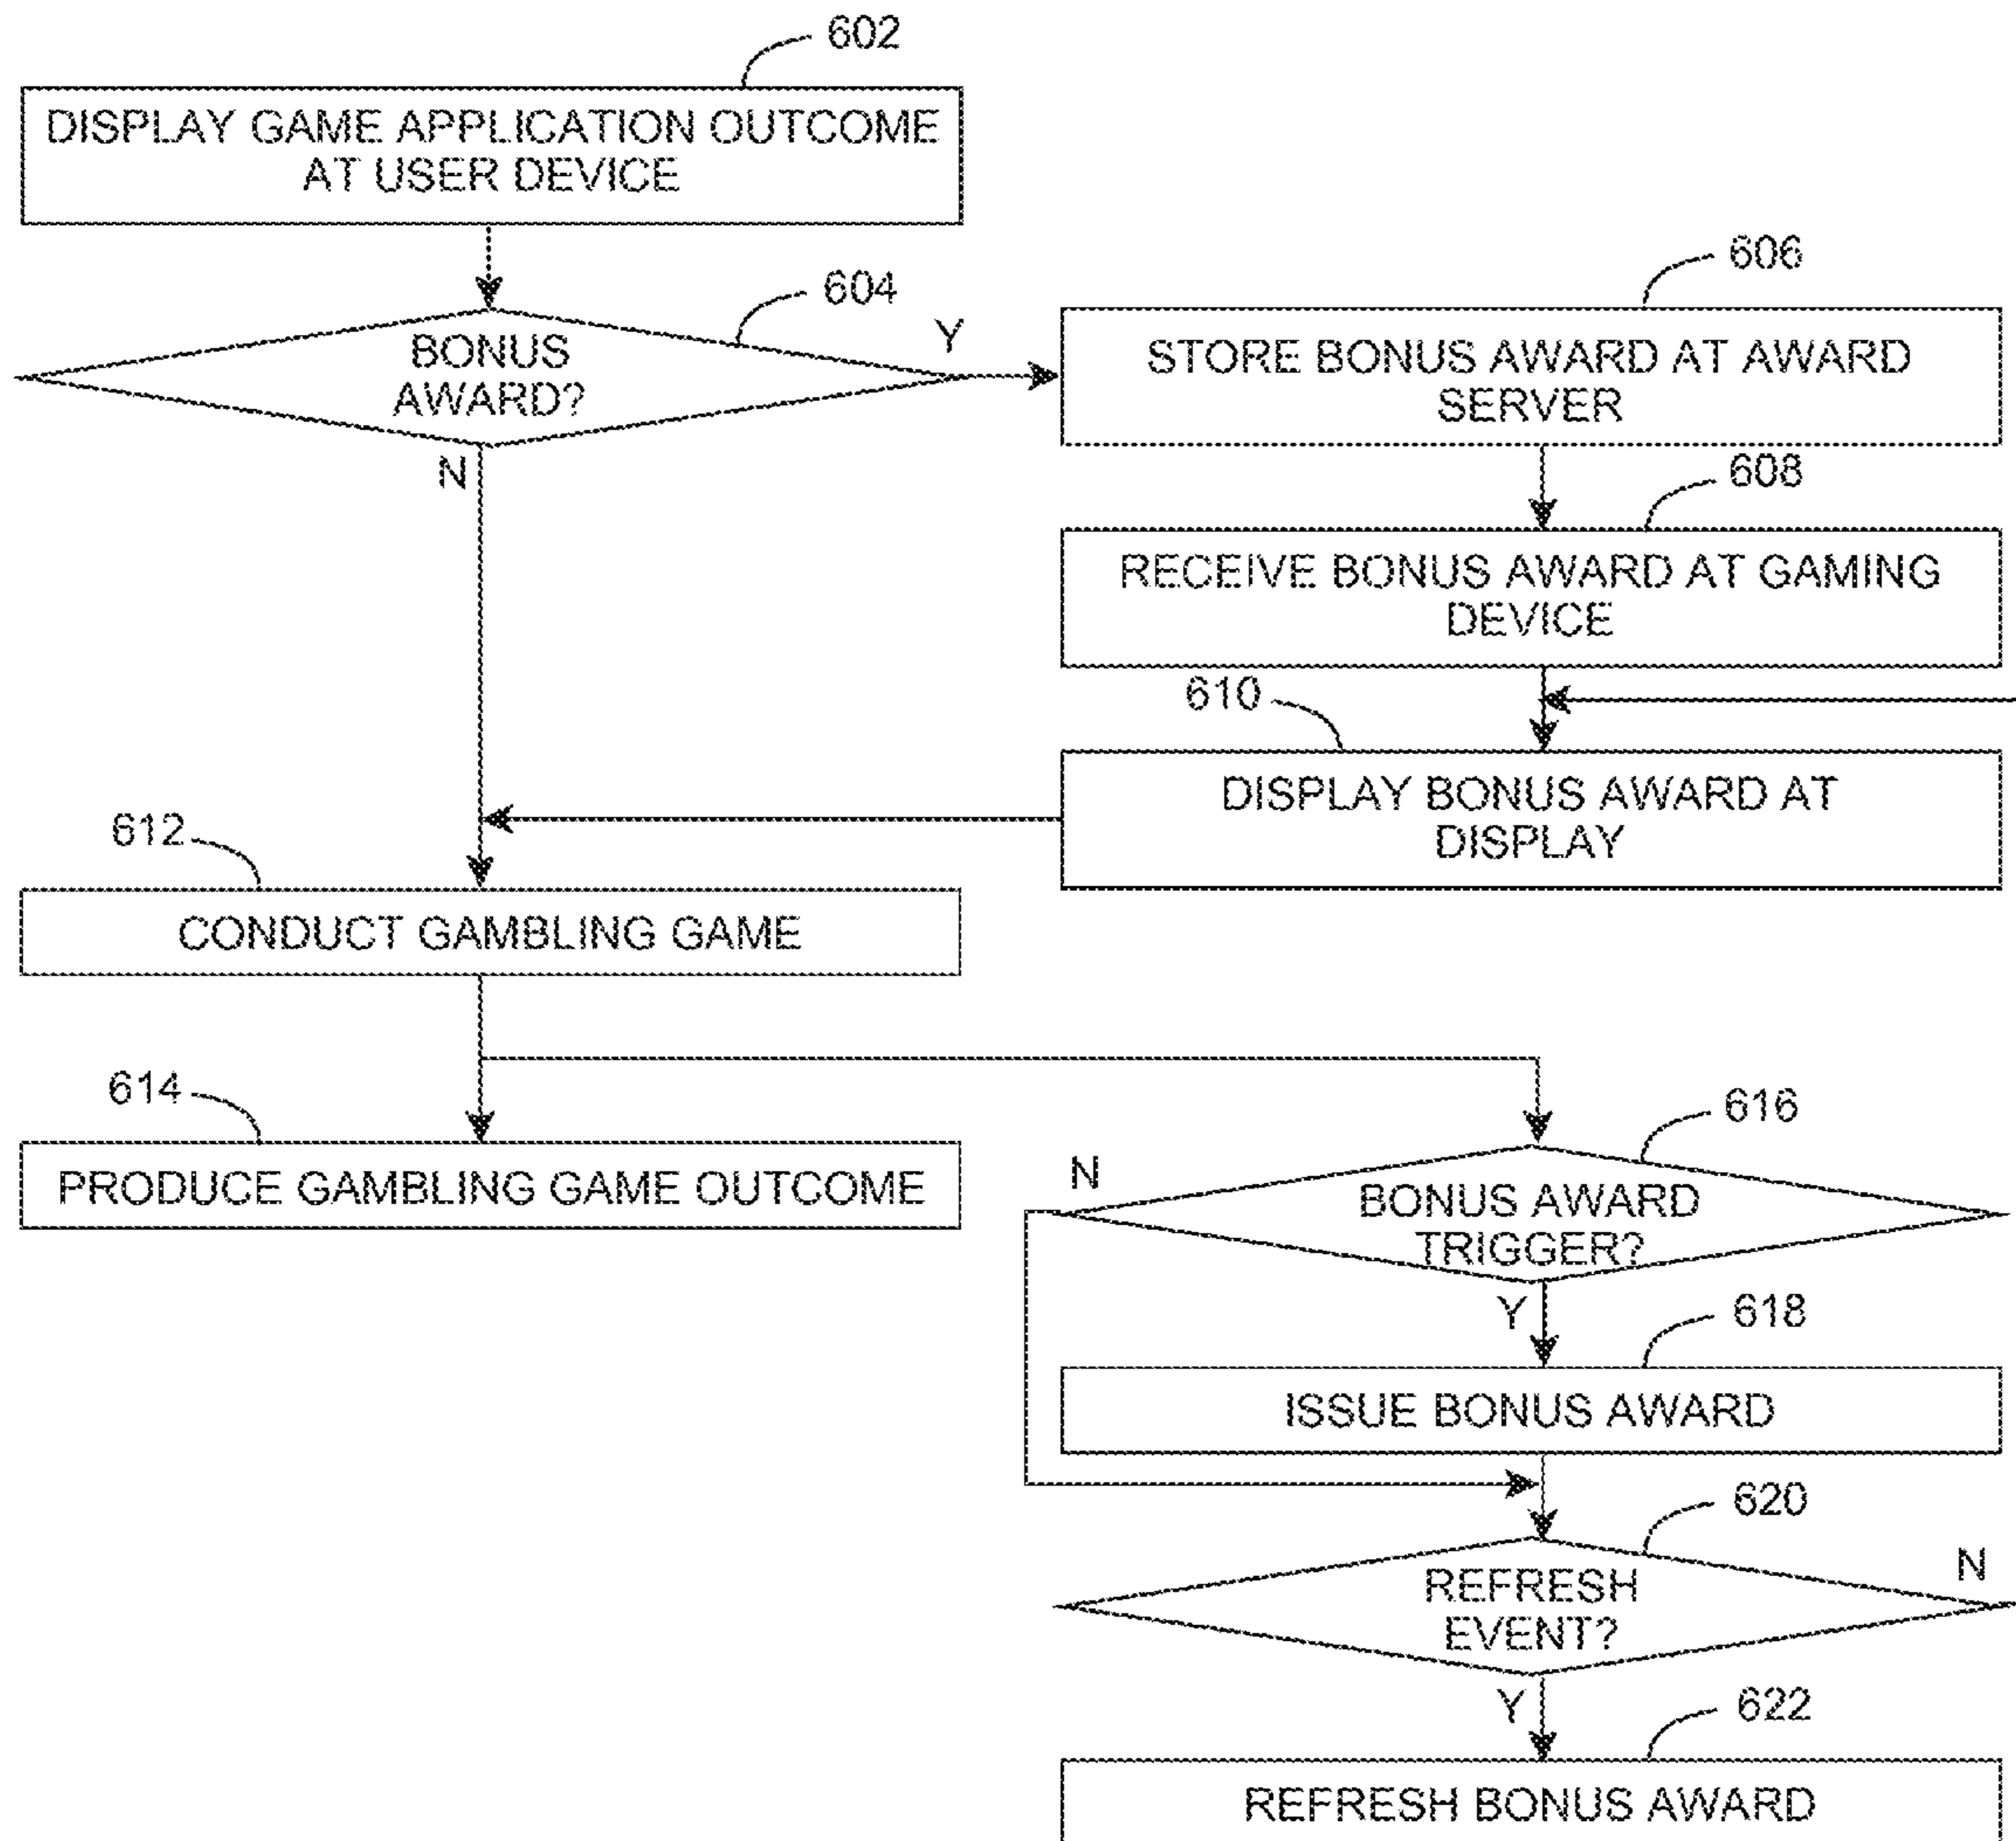 602
DISPLAY GAME APPLICATION OUTCOME
AT USER DEVICE
604
BONUS
AWARD?
Y
N
606
STORE BONUS AWARD AT AWARD
SERVER
608
RECEIVE BONUS AWARD AT GAMING
DEVICE
610
DISPLAY BONUS AWARD AT
DISPLAY
612
CONDUCT GAMBLING GAME
614
PRODUCE GAMBLING GAME OUTCOME
616
N
BONUS AWARD
TRIGGER?
Y
618
ISSUE BONUS AWARD
620
REFRESH
EVENT?
N
Y
622
REFRESH BONUS AWARD